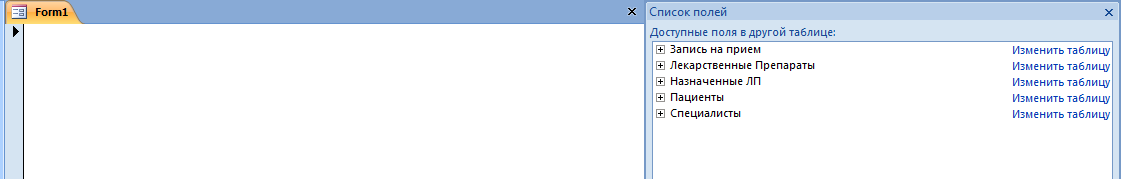 Form1
Список полей
Доступные поля в другой таблице:
Запись на прием Изменить таблицу
Лекарственные Препараты Изменить таблицу
Назначенные ЛП Изменить таблицу
Пациенты Изменить таблицу
Специалисты Изменить таблицу